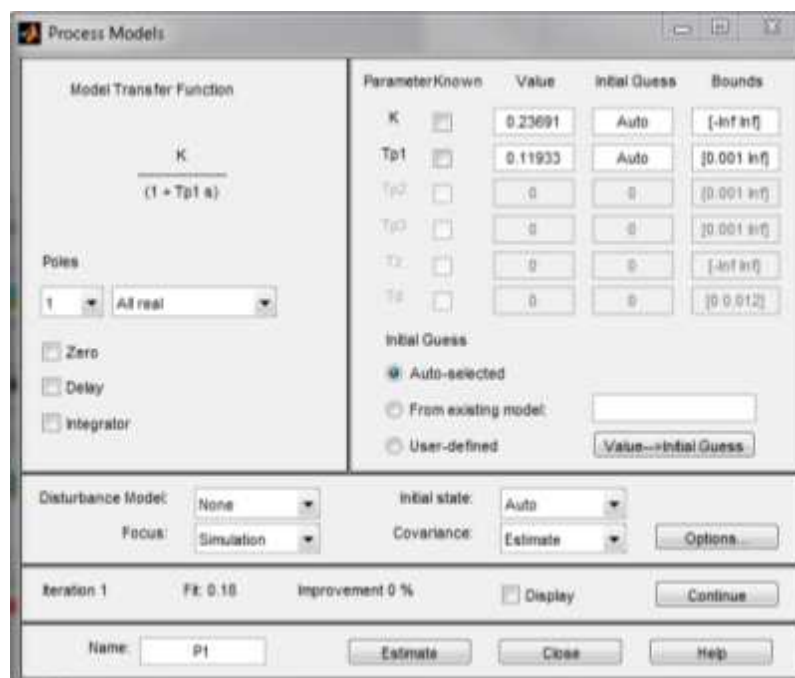 Process Models
Model Transfer Function
K
(1 + Tp1 s)
Poles
1 All real
Zero
Delay
Integrator
Parameter Known Value Initial Guess Bounds
K 0.23691 Auto [-Inf Inf]
Tp1 0.11933 Auto [0.001 Inf]
Tp2 0 0 [0.001 Inf]
Tp3 0 0 [0.001 Inf]
Tz 0 0 [-Inf Inf]
Td 0 0 [0 0.012]
Initial Guess
Auto-selected
From existing model:
User-defined Value-->Initial Guess
Disturbance Model: None Initial state: Auto
Focus: Simulation Covariance: Estimate Options...
Iteration 1 Fit: 0.18 Improvement 0 % Display Continue
Name: P1 Estimate Close Help